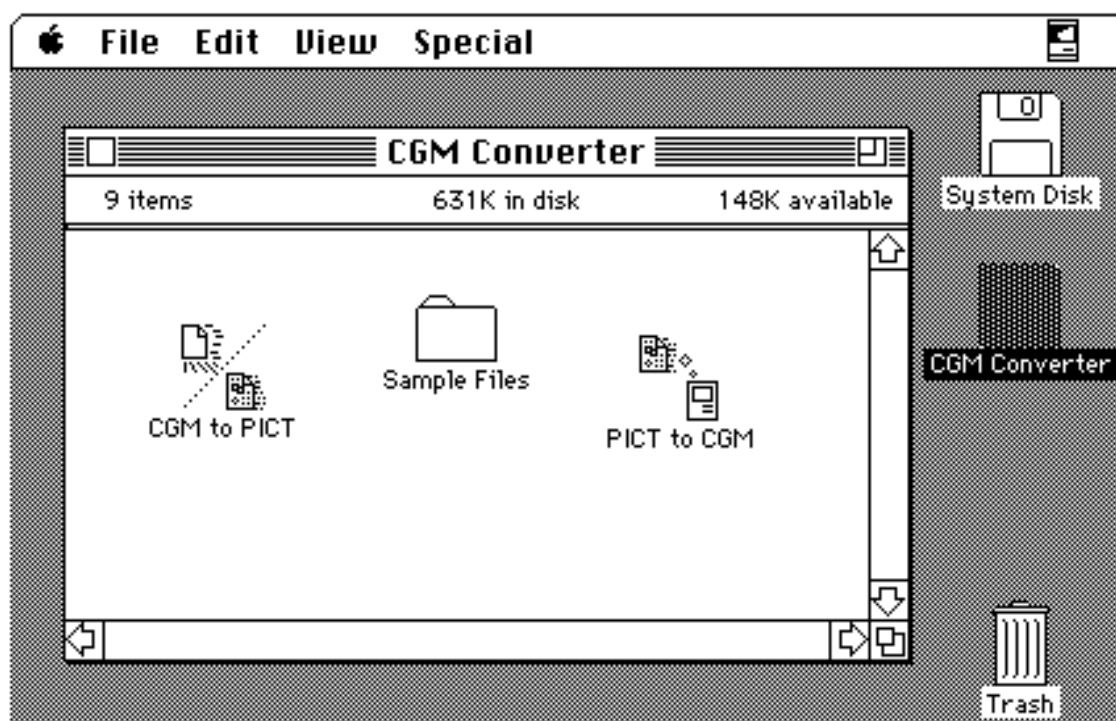 File Edit View Special
CGM Converter
9 items 631K in disk 148K available
System Disk
CGM Converter
Sample Files
CGM to PICT
PICT to CGM
Trash